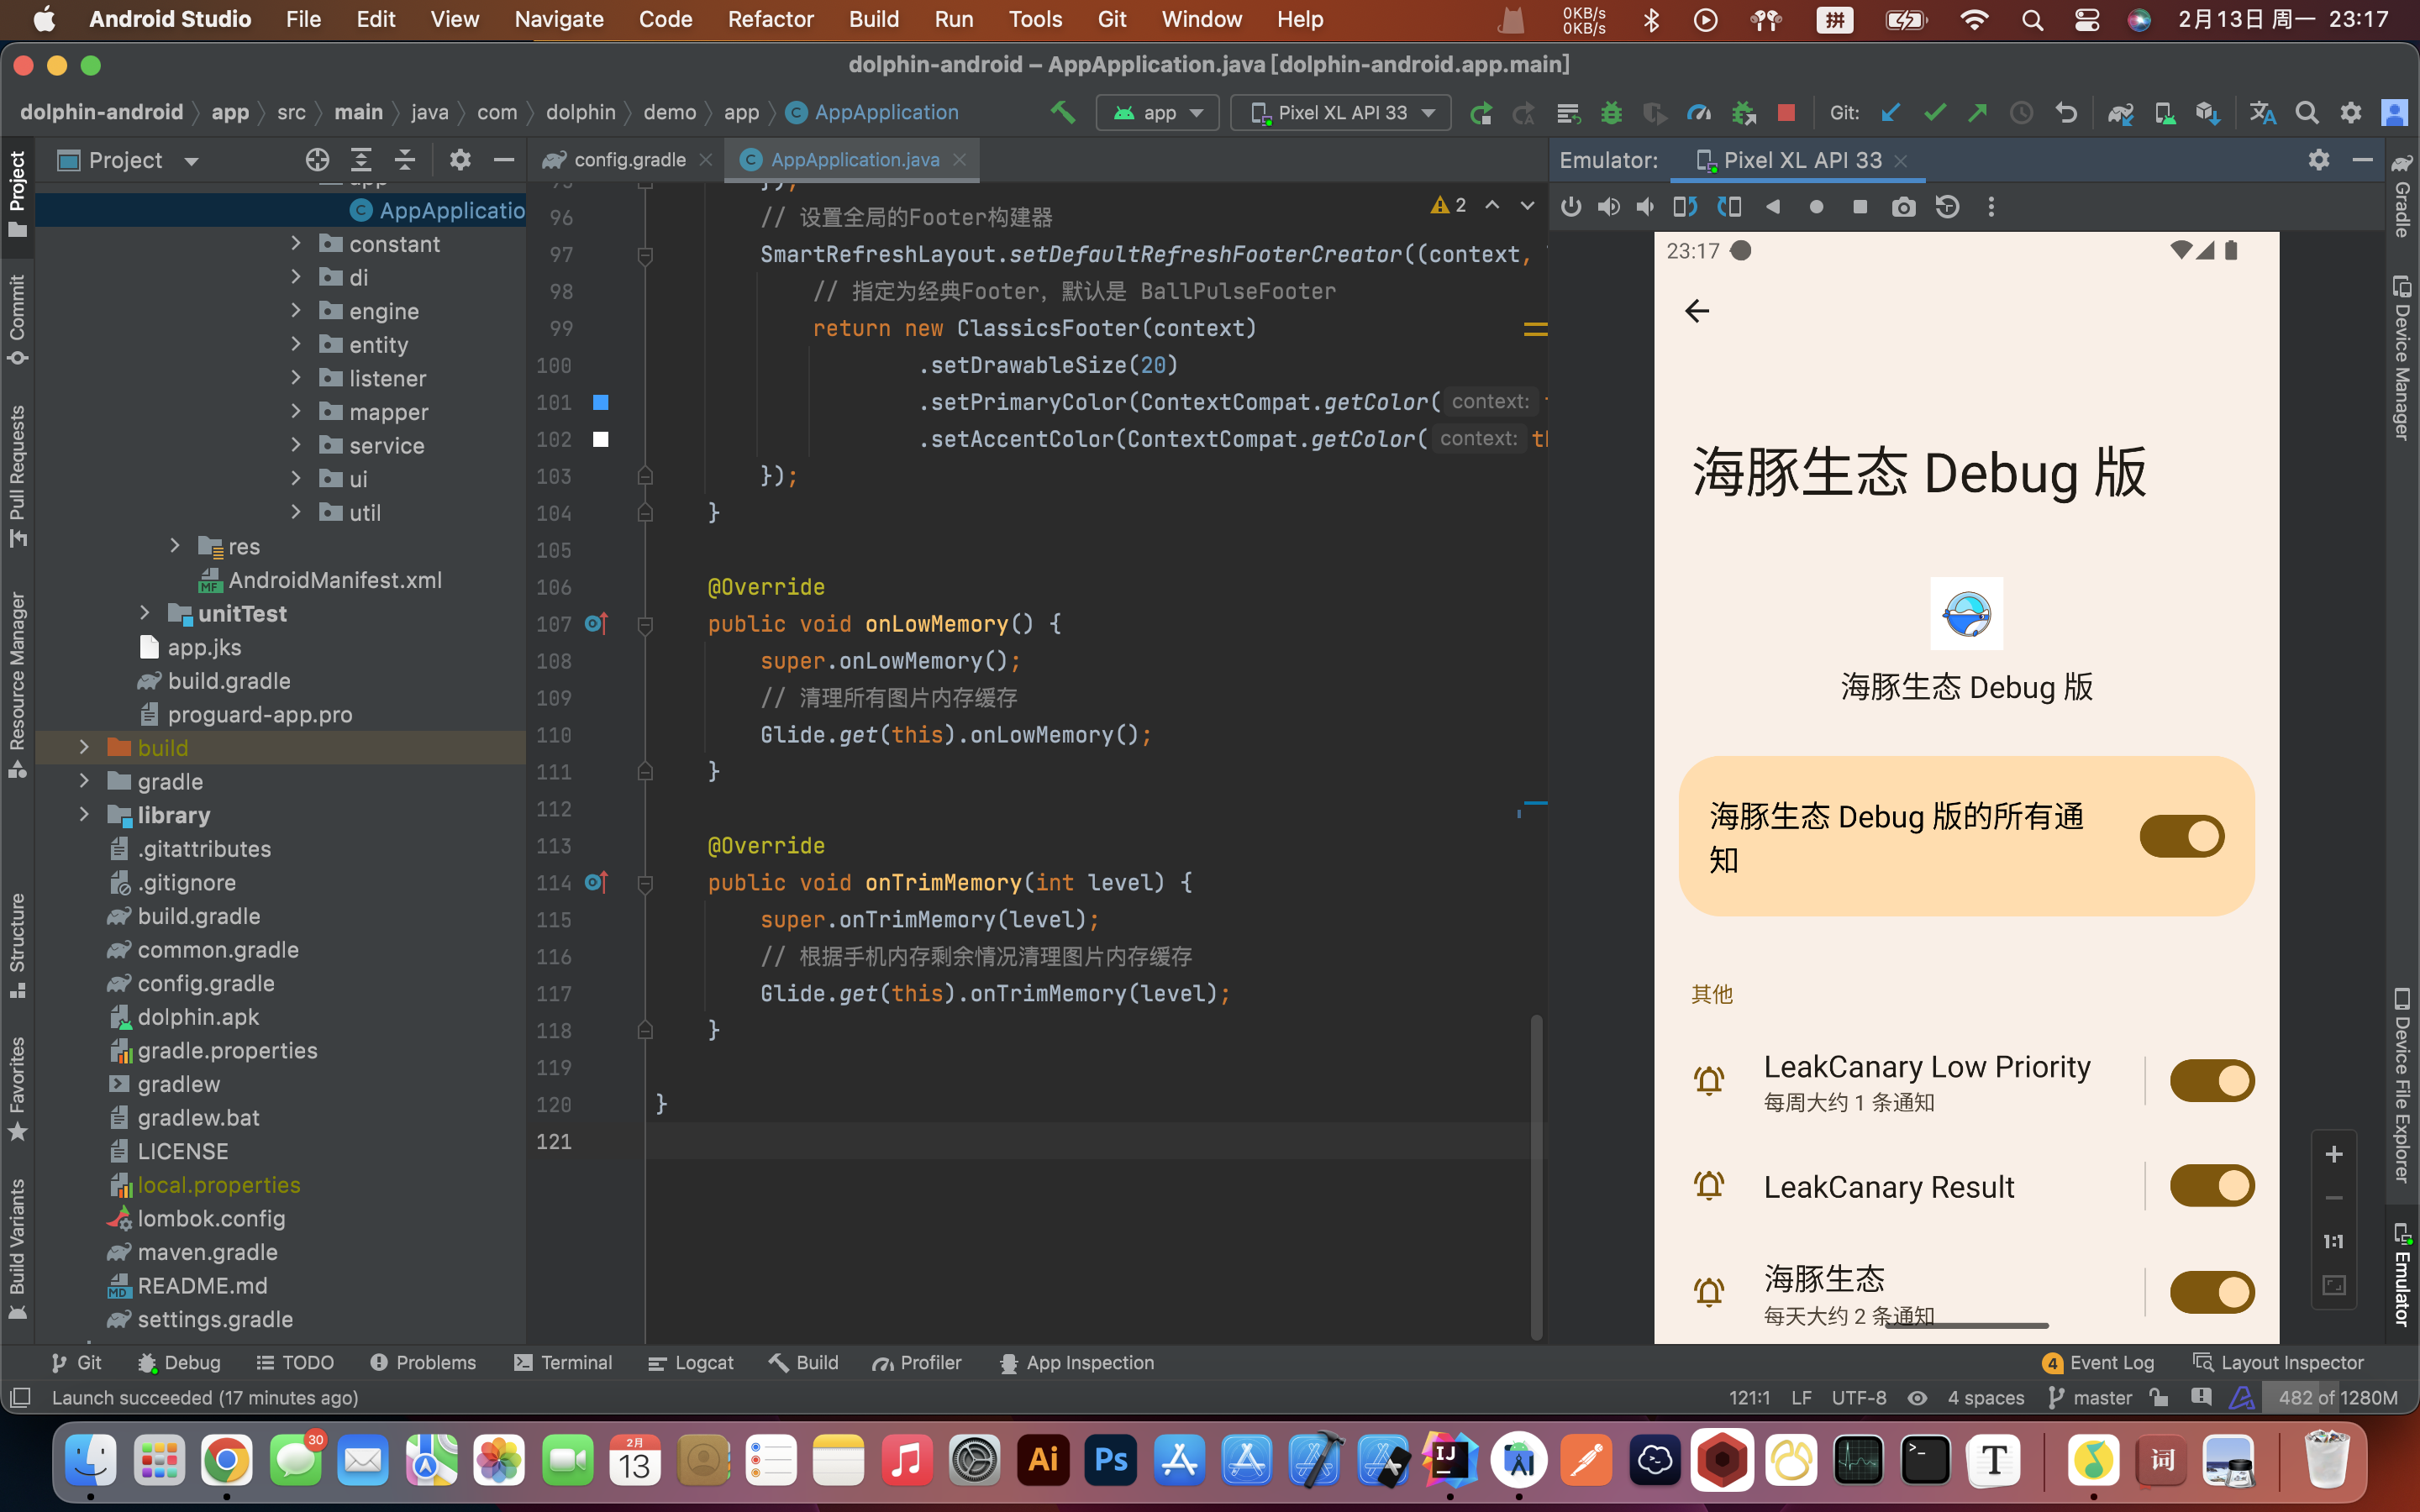 Android Studio File Edit View Navigate Code Refactor Build Run Tools Git Window Help 0KB/s 0KB/s 拼 2月13日 周一 23:17
dolphin-android – AppApplication.java [dolphin-android.app.main]
dolphin-android app src main java com dolphin demo app AppApplication app Pixel XL API 33 Git:
Project
config.gradle
AppApplication.java
Emulator: Pixel XL API 33
Project
Commit
Pull Requests
Resource Manager
Structure
Favorites
Build Variants
AppApplicatio
constant
di
engine
entity
listener
mapper
service
ui
util
res
AndroidManifest.xml
unitTest
app.jks
build.gradle
proguard-app.pro
build
gradle
library
.gitattributes
.gitignore
build.gradle
common.gradle
config.gradle
dolphin.apk
gradle.properties
gradlew
gradlew.bat
LICENSE
local.properties
lombok.config
maven.gradle
README.md
settings.gradle
2
96 // 设置全局的Footer构建器
97 SmartRefreshLayout.setDefaultRefreshFooterCreator((context,
98 // 指定为经典Footer，默认是 BallPulseFooter
99 return new ClassicsFooter(context)
100 .setDrawableSize(20)
101 .setPrimaryColor(ContextCompat.getColor( context:
102 .setAccentColor(ContextCompat.getColor( context: th
103 });
104 }
105
106 @Override
107 public void onLowMemory() {
108 super.onLowMemory();
109 // 清理所有图片内存缓存
110 Glide.get(this).onLowMemory();
111 }
112
113 @Override
114 public void onTrimMemory(int level) {
115 super.onTrimMemory(level);
116 // 根据手机内存剩余情况清理图片内存缓存
117 Glide.get(this).onTrimMemory(level);
118 }
119
120 }
121
23:17
海豚生态 Debug 版
海豚生态 Debug 版
海豚生态 Debug 版的所有通
知
其他
LeakCanary Low Priority
每周大约 1 条通知
LeakCanary Result
海豚生态
每天大约 2 条通知
1:1
Gradle
Device Manager
Device File Explorer
Emulator
Git Debug TODO Problems Terminal Logcat Build Profiler App Inspection 4 Event Log Layout Inspector
Launch succeeded (17 minutes ago) 121:1 LF UTF-8 4 spaces master 482 of 1280M
30 2月 13 Ai Ps IJ T 词